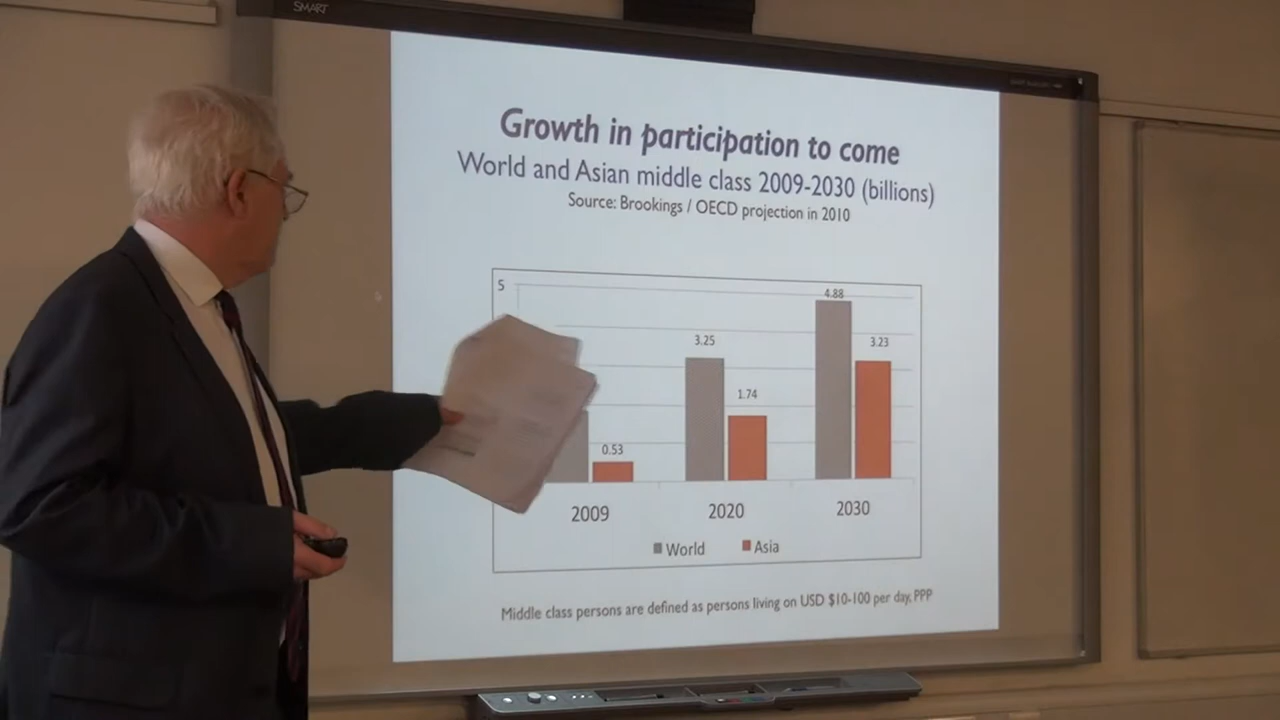 SMART
Growth in participation to come
World and Asian middle class 2009-2030 (billions)
Source: Brookings / OECD projection in 2010
5
4.88
3.25
3.23
1.74
0.53
2009 2020 2030
World Asia
Middle class persons are defined as persons living on USD $10-100 per day, PPP